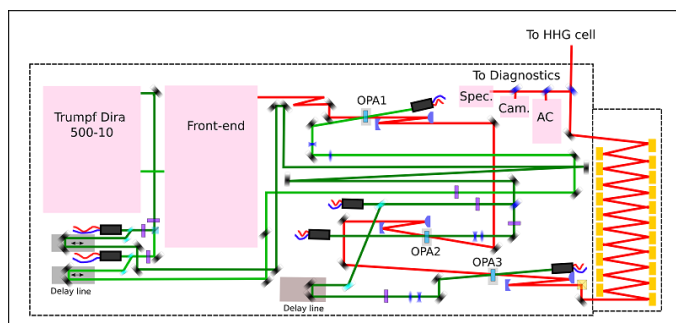 To HHG cell
To Diagnostics
Spec.
Cam.
AC
OPA1
Trumpf Dira
500-10
Front-end
OPA2
OPA3
Delay line
Delay line